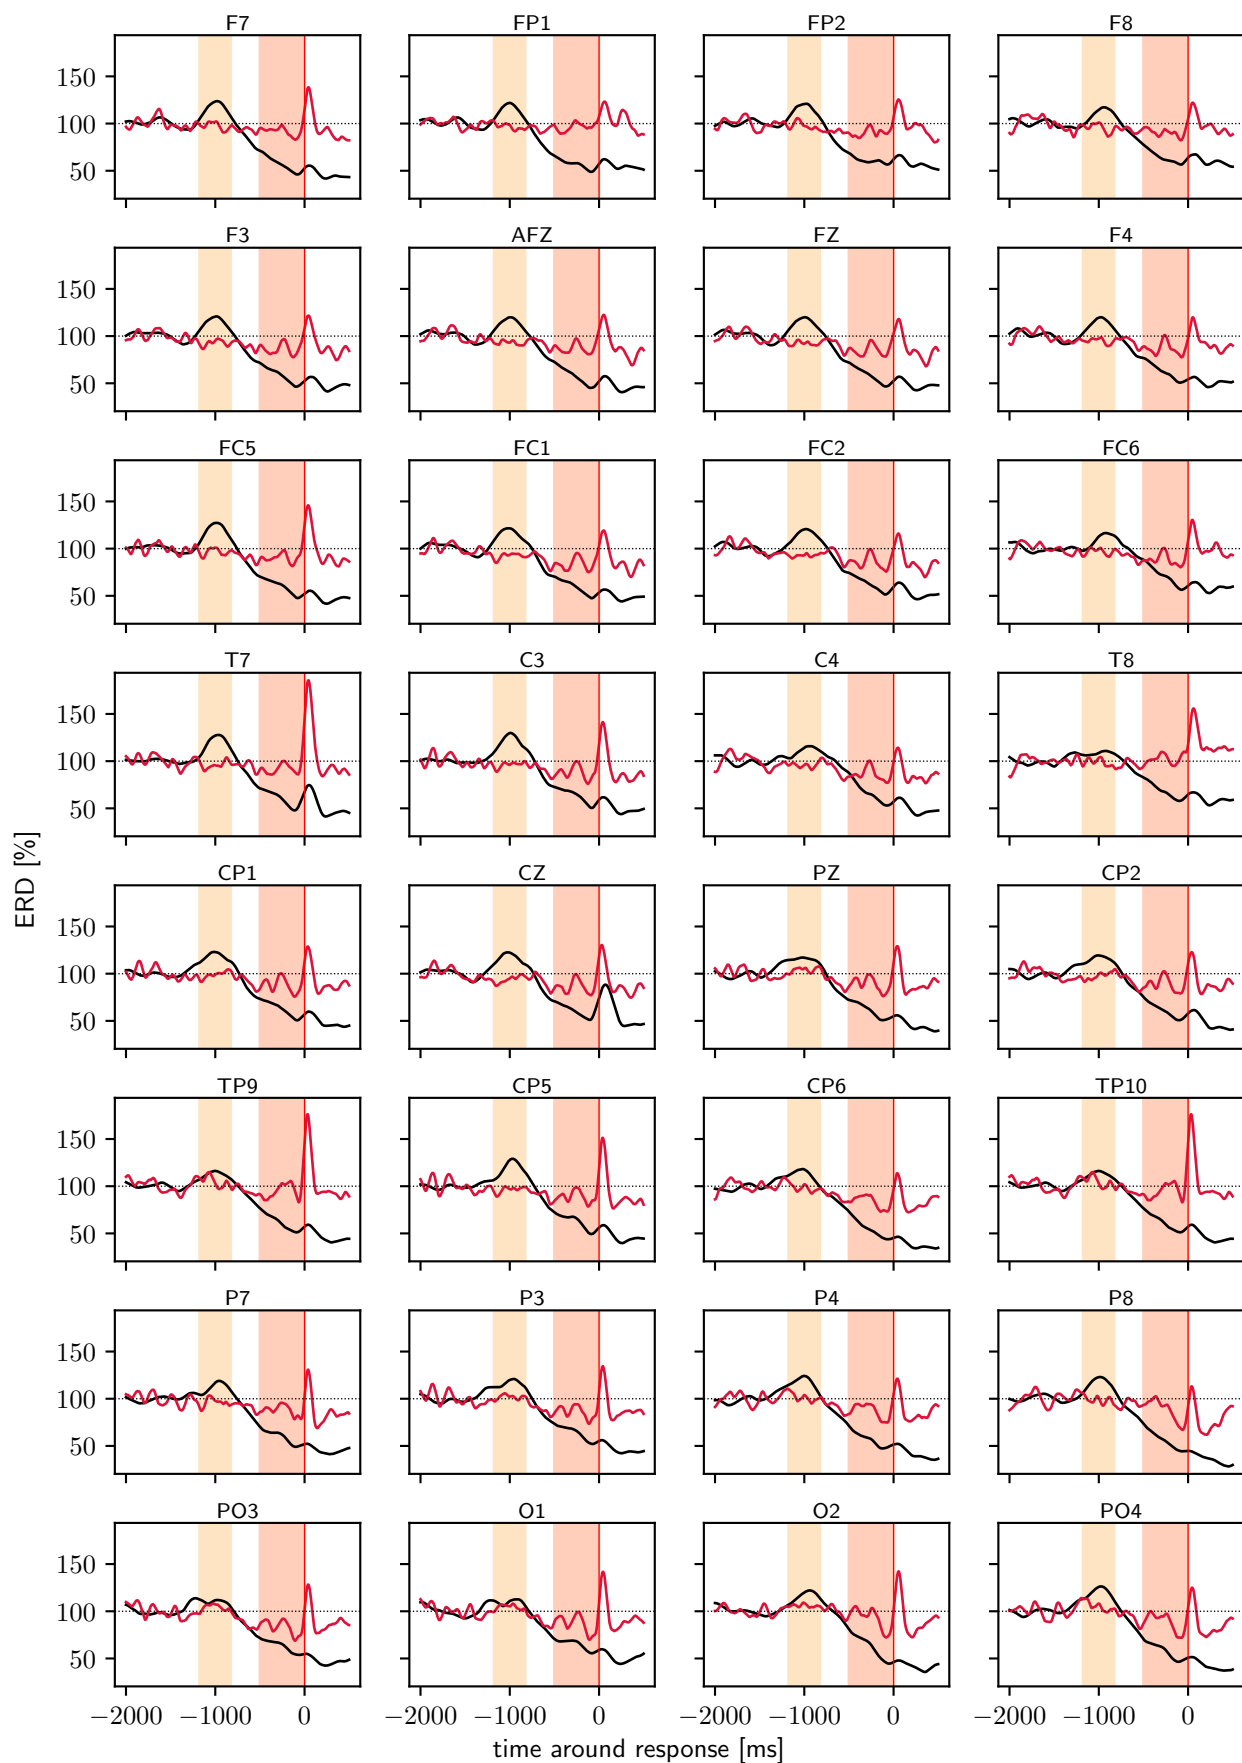 F7 FP1 FP2 F8
150
100
50
F3 AFZ FZ F4
150
100
50
FC5 FC1 FC2 FC6
150
100
50
T7 C3 C4 T8
150
100
50
ERD [%]
CP1 CZ PZ CP2
150
100
50
TP9 CP5 CP6 TP10
150
100
50
P7 P3 P4 P8
150
100
50
PO3 O1 O2 PO4
150
100
50
−2000 −1000 0 −2000 −1000 0 −2000 −1000 0 −2000 −1000 0
time around response [ms]